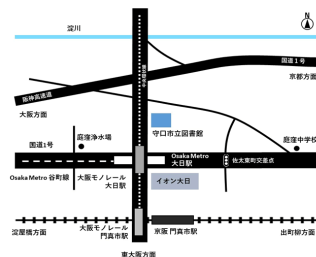 淀川
N
国道1号
阪神高速道
京都方面
大阪方面
中央環状線
守口市立図書館
国道1号
庭窪浄水場
庭窪中学校
Osaka Metro
大日駅
佐太東町交差点
Osaka Metro 谷町線
大阪モノレール
大日駅
イオン大日
大阪モノレール
門真市駅
京阪 門真市駅
淀屋橋方面
出町柳方面
東大阪方面